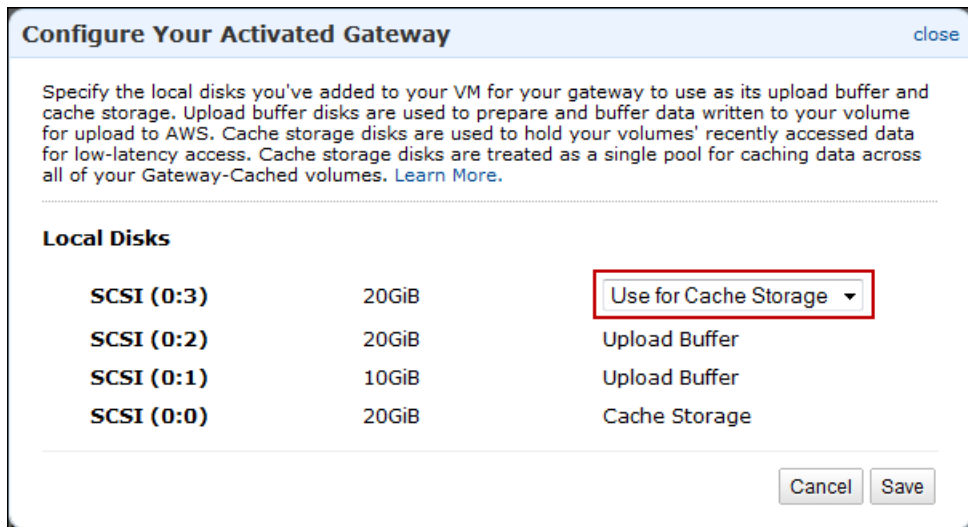 Configure Your Activated Gateway close
Specify the local disks you've added to your VM for your gateway to use as its upload buffer and
cache storage. Upload buffer disks are used to prepare and buffer data written to your volume
for upload to AWS. Cache storage disks are used to hold your volumes' recently accessed data
for low-latency access. Cache storage disks are treated as a single pool for caching data across
all of your Gateway-Cached volumes. Learn More.
Local Disks
SCSI (0:3) 20GiB Use for Cache Storage
SCSI (0:2) 20GiB Upload Buffer
SCSI (0:1) 10GiB Upload Buffer
SCSI (0:0) 20GiB Cache Storage
Cancel Save